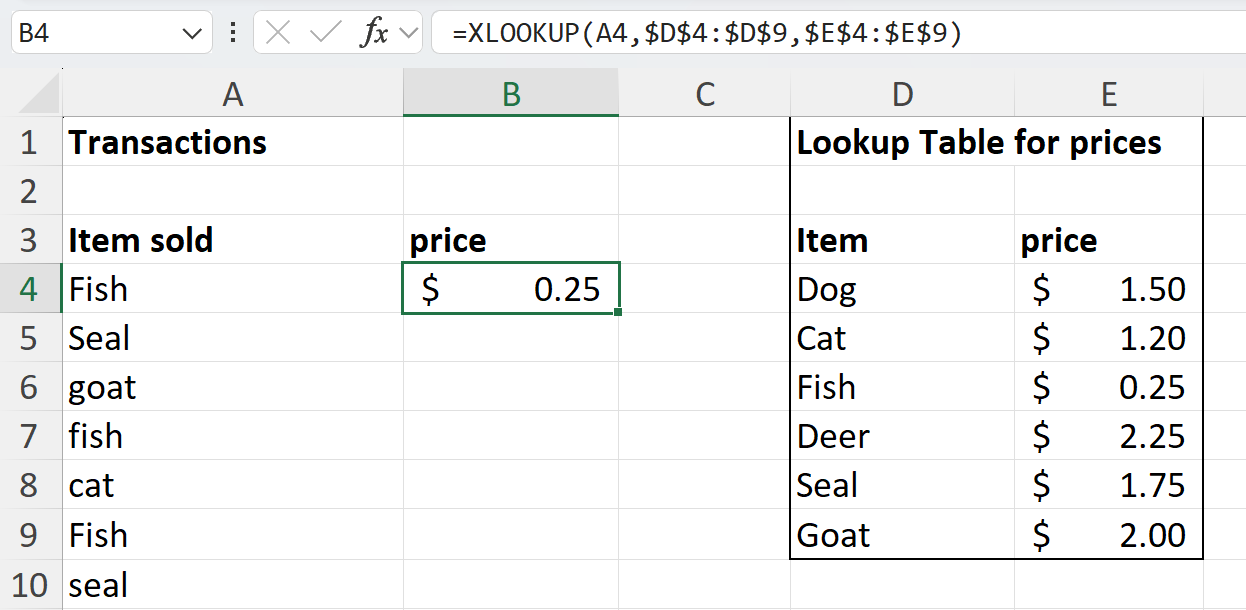 B4 fx =XLOOKUP(A4,$D$4:$D$9,$E$4:$E$9)
A B C D E
1 Transactions Lookup Table for prices
2
3 Item sold price Item price
4 Fish $ 0.25 Dog $ 1.50
5 Seal Cat $ 1.20
6 goat Fish $ 0.25
7 fish Deer $ 2.25
8 cat Seal $ 1.75
9 Fish Goat $ 2.00
10 seal